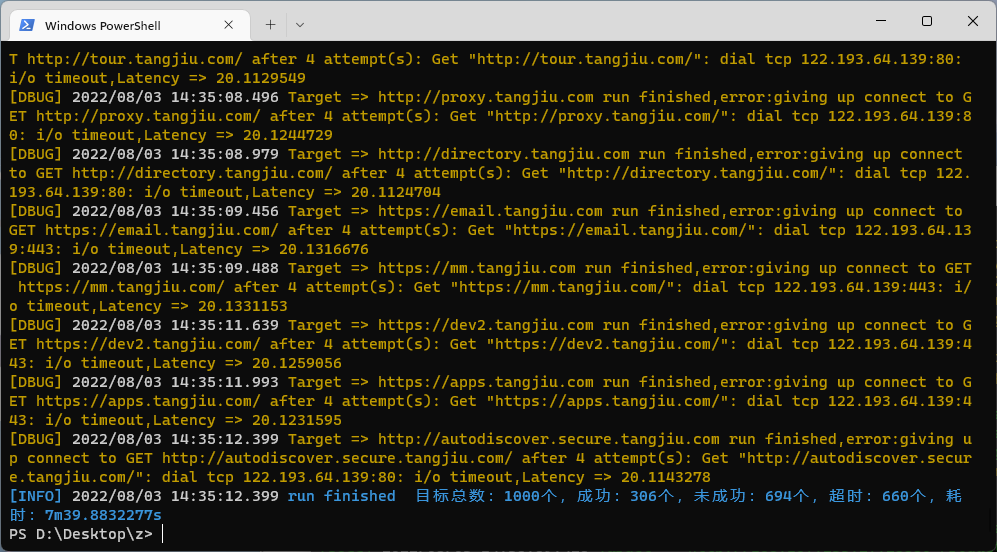 Windows PowerShell
T http://tour.tangjiu.com/ after 4 attempt(s): Get "http://tour.tangjiu.com/": dial tcp 122.193.64.139:80:
i/o timeout,Latency => 20.1129549
[DBUG] 2022/08/03 14:35:08.496 Target => http://proxy.tangjiu.com run finished,error:giving up connect to G
ET http://proxy.tangjiu.com/ after 4 attempt(s): Get "http://proxy.tangjiu.com/": dial tcp 122.193.64.139:8
0: i/o timeout,Latency => 20.1244729
[DBUG] 2022/08/03 14:35:08.979 Target => http://directory.tangjiu.com run finished,error:giving up connect
to GET http://directory.tangjiu.com/ after 4 attempt(s): Get "http://directory.tangjiu.com/": dial tcp 122.
193.64.139:80: i/o timeout,Latency => 20.1124704
[DBUG] 2022/08/03 14:35:09.456 Target => https://email.tangjiu.com run finished,error:giving up connect to
GET https://email.tangjiu.com/ after 4 attempt(s): Get "https://email.tangjiu.com/": dial tcp 122.193.64.13
9:443: i/o timeout,Latency => 20.1316676
[DBUG] 2022/08/03 14:35:09.488 Target => https://mm.tangjiu.com run finished,error:giving up connect to GET
https://mm.tangjiu.com/ after 4 attempt(s): Get "https://mm.tangjiu.com/": dial tcp 122.193.64.139:443: i/
o timeout,Latency => 20.1331153
[DBUG] 2022/08/03 14:35:11.639 Target => https://dev2.tangjiu.com run finished,error:giving up connect to G
ET https://dev2.tangjiu.com/ after 4 attempt(s): Get "https://dev2.tangjiu.com/": dial tcp 122.193.64.139:4
43: i/o timeout,Latency => 20.1259056
[DBUG] 2022/08/03 14:35:11.993 Target => https://apps.tangjiu.com run finished,error:giving up connect to G
ET https://apps.tangjiu.com/ after 4 attempt(s): Get "https://apps.tangjiu.com/": dial tcp 122.193.64.139:4
43: i/o timeout,Latency => 20.1231595
[DBUG] 2022/08/03 14:35:12.399 Target => http://autodiscover.secure.tangjiu.com run finished,error:giving u
p connect to GET http://autodiscover.secure.tangjiu.com/ after 4 attempt(s): Get "http://autodiscover.secur
e.tangjiu.com/": dial tcp 122.193.64.139:80: i/o timeout,Latency => 20.1143278
[INFO] 2022/08/03 14:35:12.399 run finished  目标总数：1000个，成功：306个，未成功：694个，超时：660个，耗
时：7m39.8832277s
PS D:\Desktop\z>